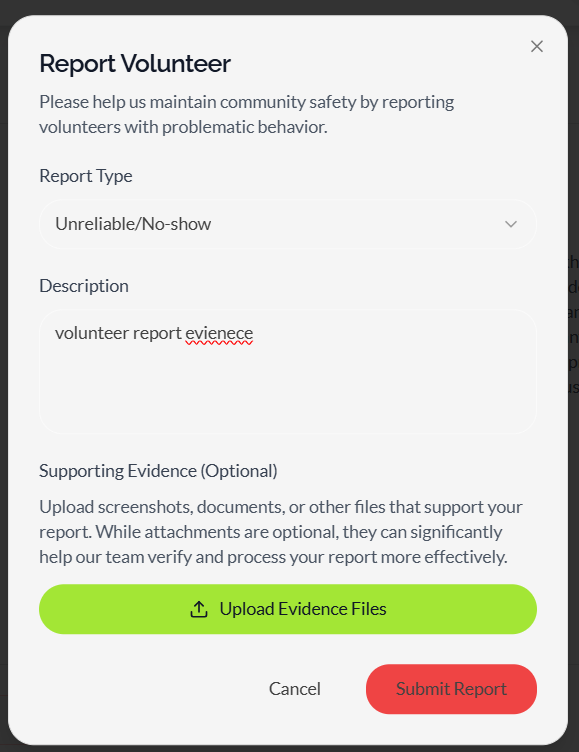 Report Volunteer
Please help us maintain community safety by reporting
volunteers with problematic behavior.
Report Type
Unreliable/No-show
Description
volunteer report evienece
Supporting Evidence (Optional)
Upload screenshots, documents, or other files that support your
report. While attachments are optional, they can significantly
help our team verify and process your report more effectively.
Upload Evidence Files
Cancel
Submit Report